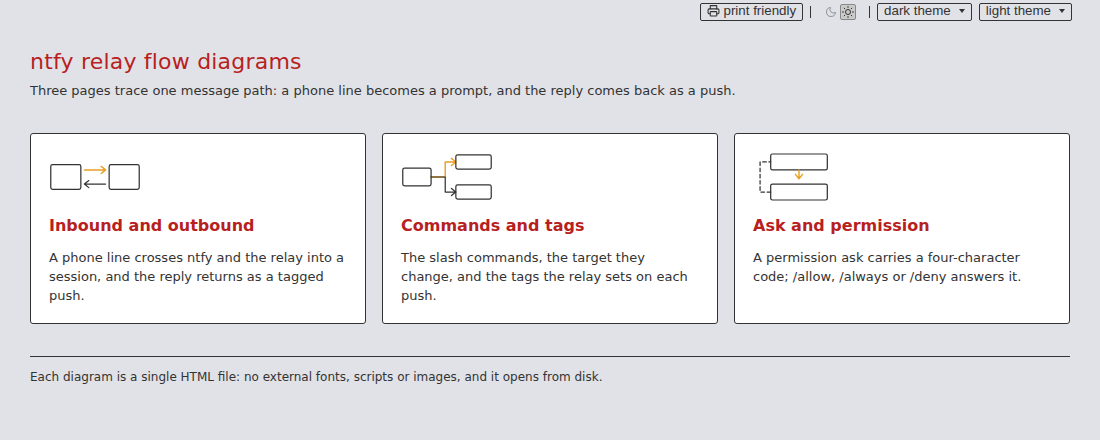 print friendly | | dark theme light theme
ntfy relay flow diagrams
Three pages trace one message path: a phone line becomes a prompt, and the reply comes back as a push.
Inbound and outbound
A phone line crosses ntfy and the relay into a
session, and the reply returns as a tagged
push.
Commands and tags
The slash commands, the target they
change, and the tags the relay sets on each
push.
Ask and permission
A permission ask carries a four-character
code; /allow, /always or /deny answers it.
Each diagram is a single HTML file: no external fonts, scripts or images, and it opens from disk.